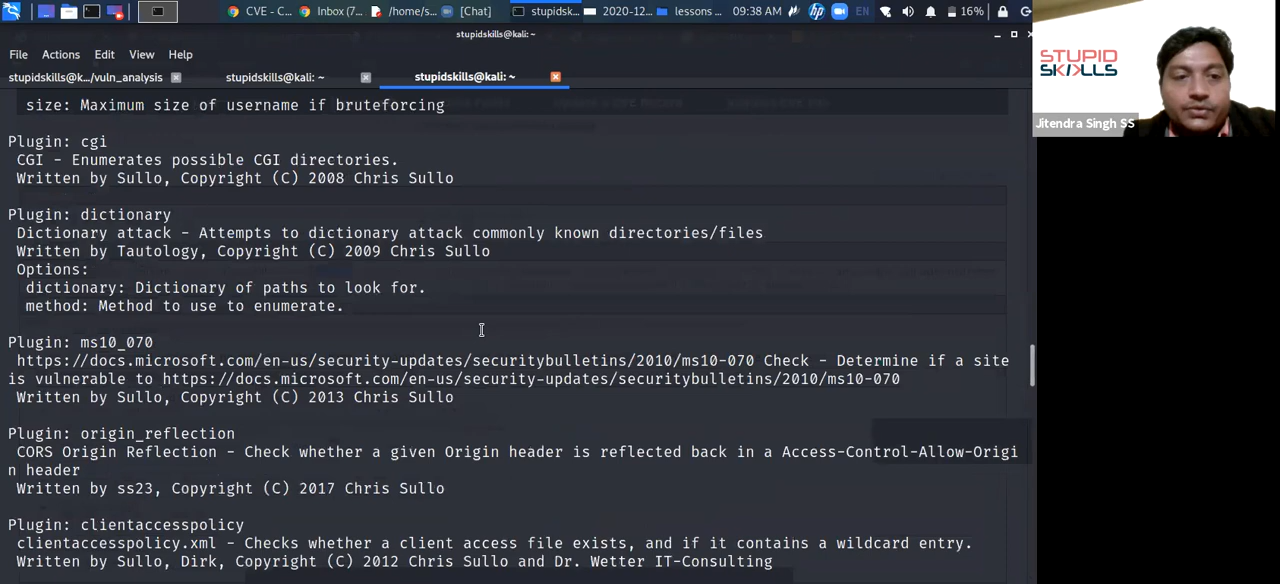 CVE - C...
Inbox (7...
/home/s...
[Chat]
stupidsk...
2020-12...
lessons ...
09:38 AM
EN
16%
stupidskills@kali: ~
File Actions Edit View Help
stupidskills@k.../vuln_analysis
stupidskills@kali: ~
stupidskills@kali: ~
size: Maximum size of username if bruteforcing
Plugin: cgi
CGI - Enumerates possible CGI directories.
Written by Sullo, Copyright (C) 2008 Chris Sullo
Plugin: dictionary
Dictionary attack - Attempts to dictionary attack commonly known directories/files
Written by Tautology, Copyright (C) 2009 Chris Sullo
Options:
dictionary: Dictionary of paths to look for.
method: Method to use to enumerate.
Plugin: ms10_070
https://docs.microsoft.com/en-us/security-updates/securitybulletins/2010/ms10-070 Check - Determine if a site
is vulnerable to https://docs.microsoft.com/en-us/security-updates/securitybulletins/2010/ms10-070
Written by Sullo, Copyright (C) 2013 Chris Sullo
Plugin: origin_reflection
CORS Origin Reflection - Check whether a given Origin header is reflected back in a Access-Control-Allow-Origi
n header
Written by ss23, Copyright (C) 2017 Chris Sullo
Plugin: clientaccesspolicy
clientaccesspolicy.xml - Checks whether a client access file exists, and if it contains a wildcard entry.
Written by Sullo, Dirk, Copyright (C) 2012 Chris Sullo and Dr. Wetter IT-Consulting
STUPID
SKILLS
Jitendra Singh SS